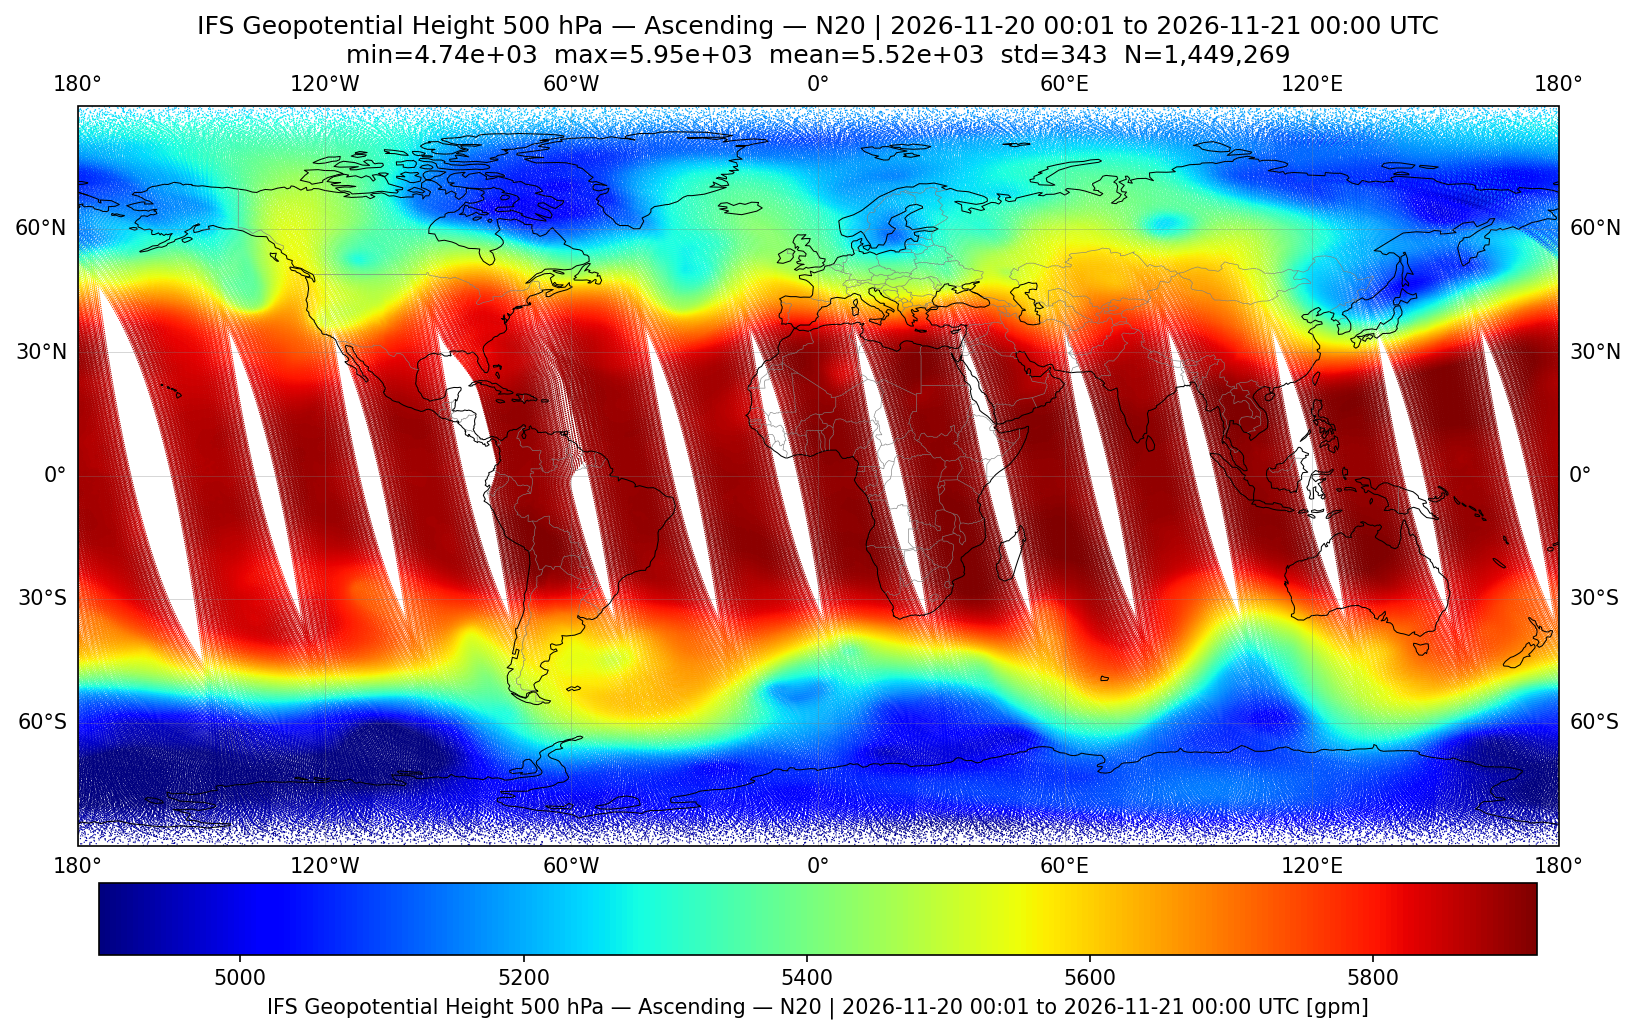 IFS Geopotential Height 500 hPa — Ascending — N20 | 2026-11-20 00:01 to 2026-11-21 00:00 UTC
min=4.74e+03  max=5.95e+03  mean=5.52e+03  std=343  N=1,449,269
180° 120°W 60°W 0° 60°E 120°E 180°
60°N 60°N
30°N 30°N
0° 0°
30°S 30°S
60°S 60°S
180° 120°W 60°W 0° 60°E 120°E 180°
5000 5200 5400 5600 5800
IFS Geopotential Height 500 hPa — Ascending — N20 | 2026-11-20 00:01 to 2026-11-21 00:00 UTC [gpm]